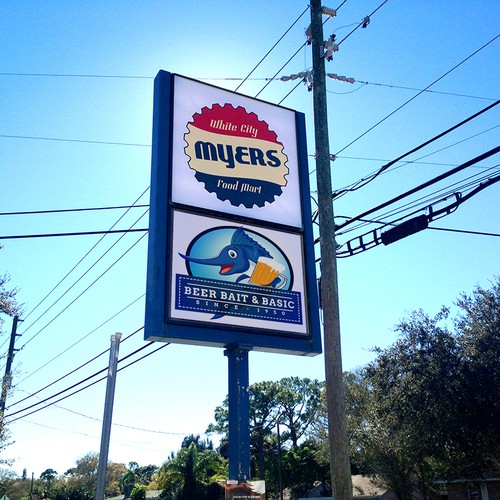 White City
MYERS
Food Mart
BEER BAIT & BASIC
SINCE - 1950